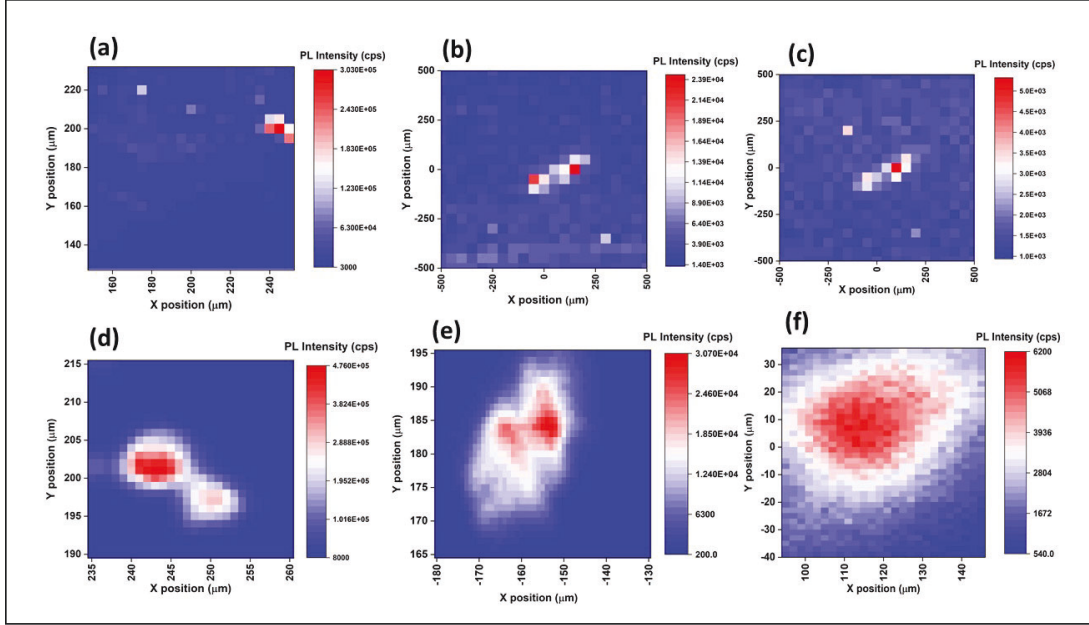 (a)
PL Intensity (cps)
3.030E+05
2.430E+05
1.830E+05
1.230E+05
6.300E+04
3000
220
200
180
160
140
160
180
200
220
240
Y position (μm)
X position (μm)
(b)
PL Intensity (cps)
2.39E+04
2.14E+04
1.89E+04
1.64E+04
1.39E+04
1.14E+04
8.90E+03
6.40E+03
3.90E+03
1.40E+03
500
250
0
-250
-500
-500
-250
0
250
500
Y position (μm)
X position (μm)
(c)
PL Intensity (cps)
5.0E+03
4.5E+03
4.0E+03
3.5E+03
3.0E+03
2.5E+03
2.0E+03
1.5E+03
1.0E+03
500
250
0
-250
-500
-500
-250
0
250
500
Y position (μm)
X position (μm)
(d)
PL Intensity (cps)
4.760E+05
3.824E+05
2.888E+05
1.952E+05
1.016E+05
8000
215
210
205
200
195
190
235
240
245
250
255
260
Y position (μm)
X position (μm)
(e)
PL Intensity (cps)
3.070E+04
2.460E+04
1.850E+04
1.240E+04
6300
200.0
195
190
185
180
175
170
165
-180
-170
-160
-150
-140
-130
Y position (μm)
X position (μm)
(f)
PL Intensity (cps)
6200
5068
3936
2804
1672
540.0
30
20
10
0
-10
-20
-30
-40
100
110
120
130
140
Y position (μm)
X position (μm)